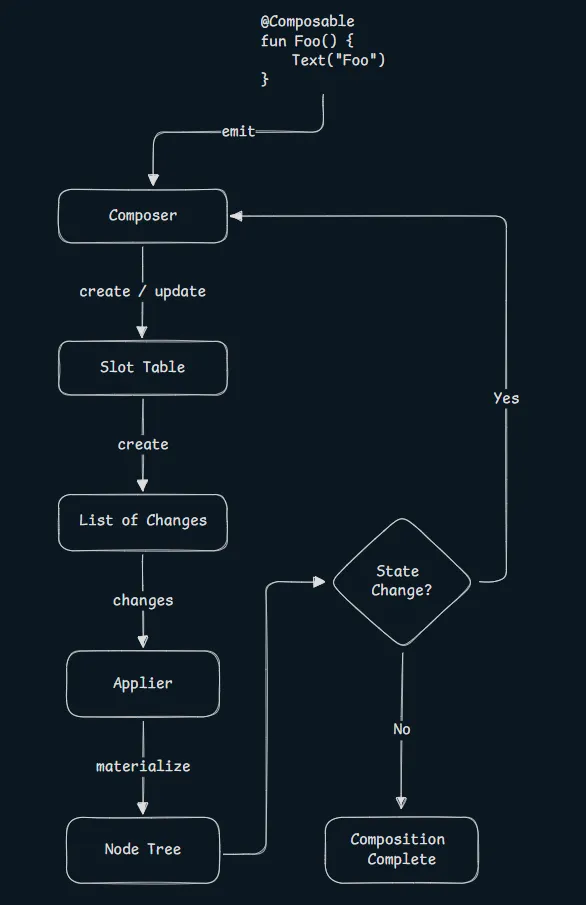 @Composable
fun Foo() {
    Text("Foo")
}
emit
Composer
create / update
Slot Table
create
List of Changes
Yes
State
Change?
changes
Applier
No
materialize
Node Tree
Composition
Complete